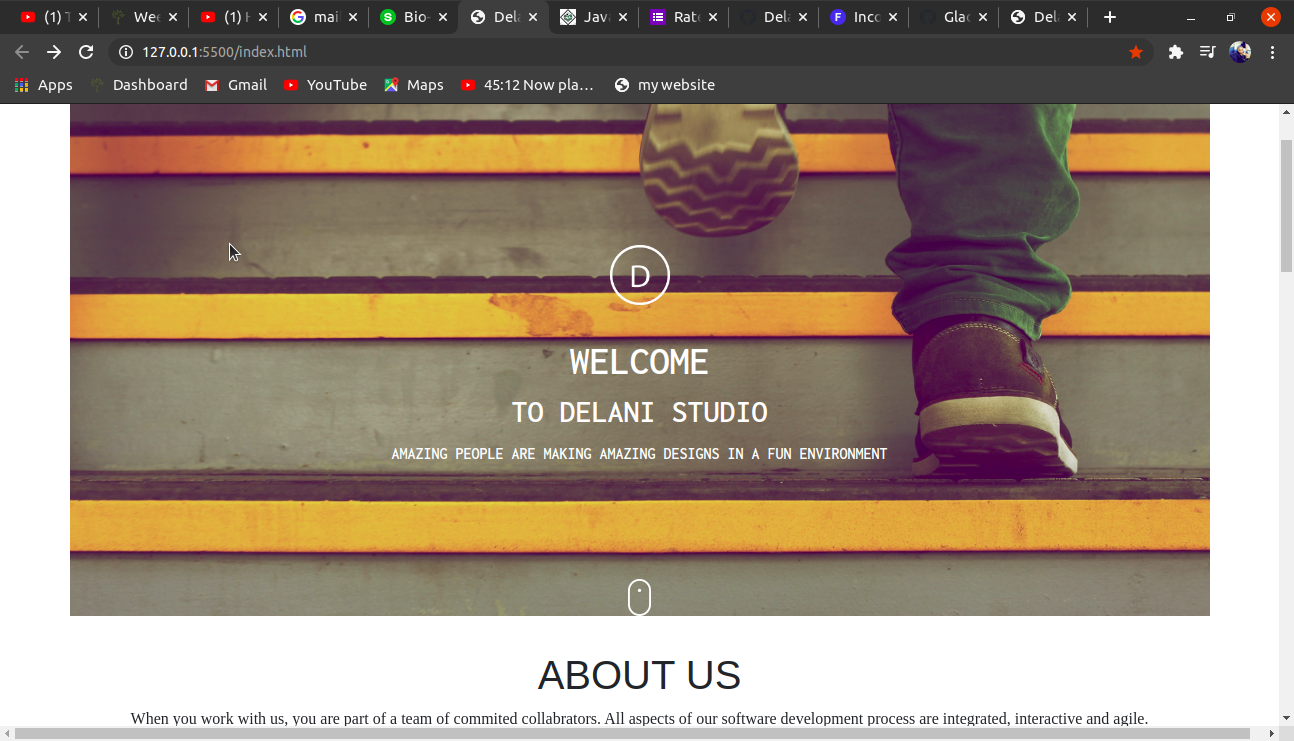 (1) T Wee (1) H mail Bio- Dela Java Rate Dela Inco Glad Dela
127.0.0.1:5500/index.html
Apps Dashboard Gmail YouTube Maps 45:12 Now pla… my website
D
WELCOME
TO DELANI STUDIO
AMAZING PEOPLE ARE MAKING AMAZING DESIGNS IN A FUN ENVIRONMENT
ABOUT US
When you work with us, you are part of a team of commited collabrators. All aspects of our software development process are integrated, interactive and agile.